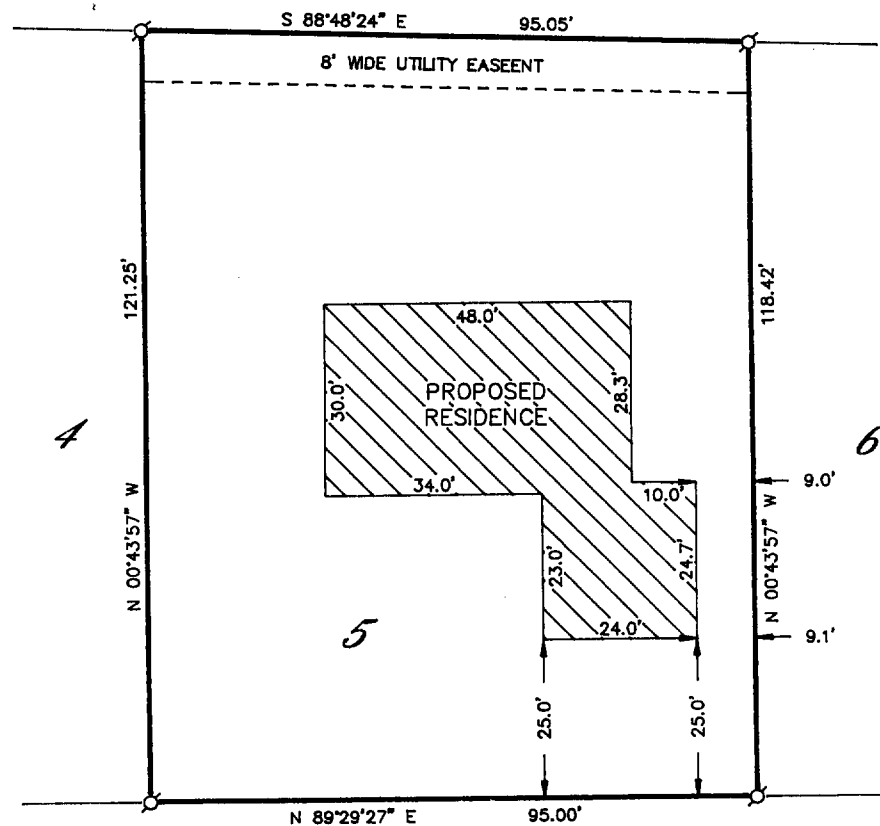 S 88°48'24" E 95.05'
8' WIDE UTILITY EASEENT
121.25'
118.42'
48.0'
30.0'
PROPOSED
RESIDENCE
28.3'
4
6
34.0'
10.0'
9.0'
N 00°43'57" W
N 00°43'57" W
23.0'
24.7'
5
24.0'
9.1'
25.0'
25.0'
N 89°29'27" E 95.00'